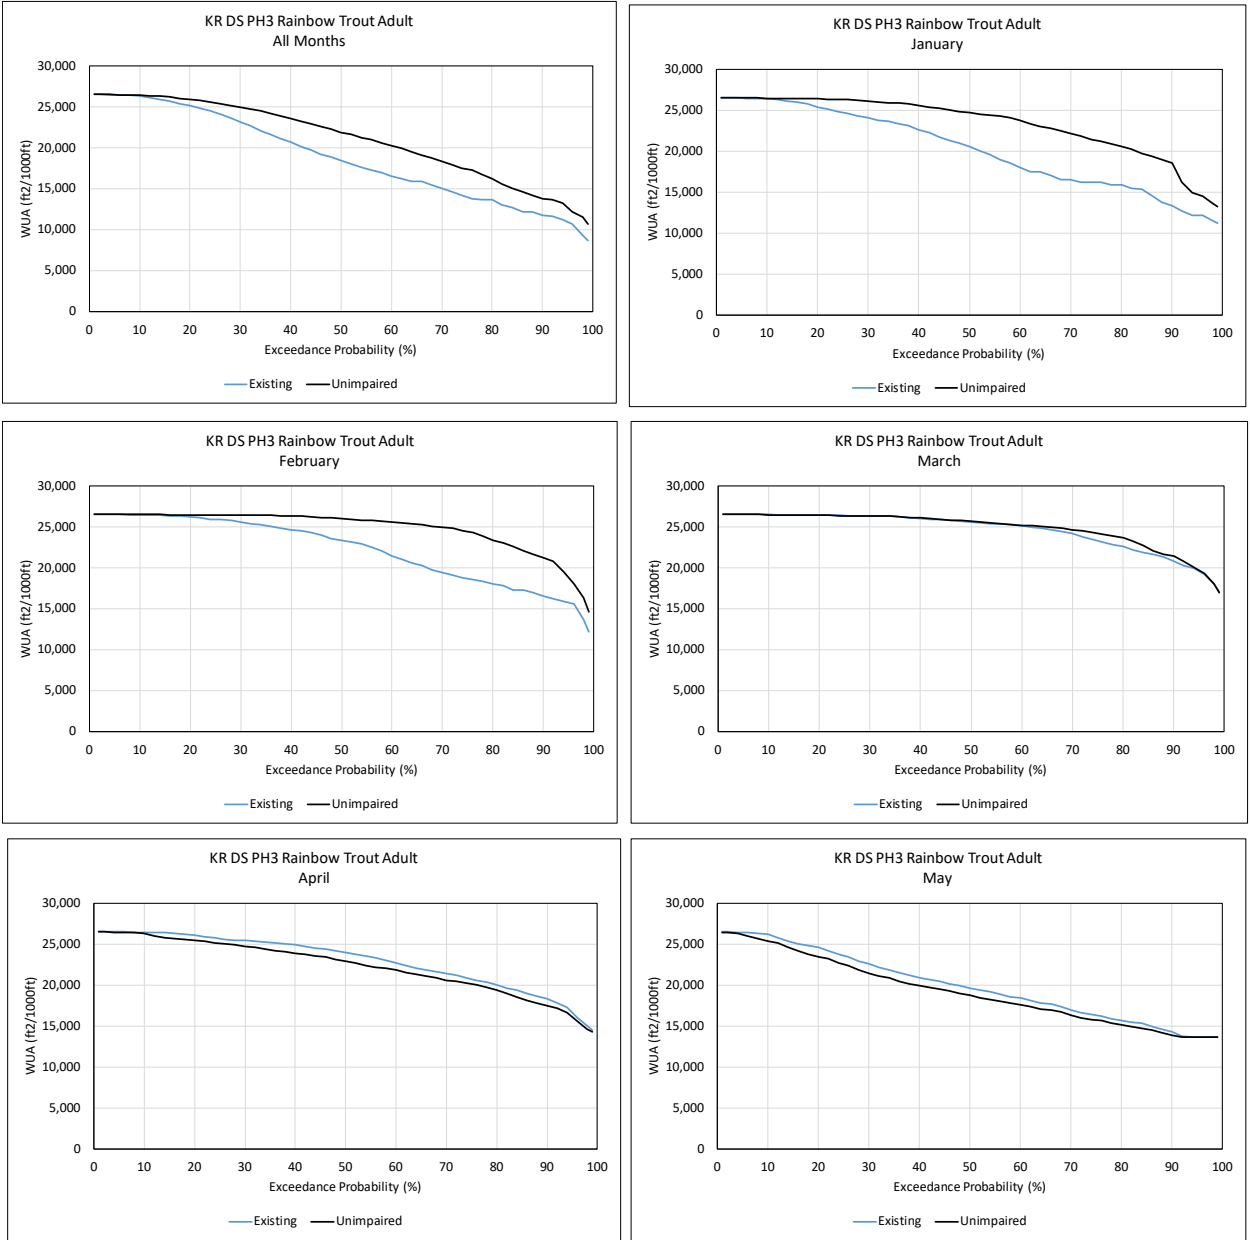 KR DS PH3 Rainbow Trout Adult
All Months
WUA (ft2/1000ft)
30,000
25,000
20,000
15,000
10,000
5,000
0
0 10 20 30 40 50 60 70 80 90 100
Exceedance Probability (%)
Existing Unimpaired
KR DS PH3 Rainbow Trout Adult
January
WUA (ft2/1000ft)
30,000
25,000
20,000
15,000
10,000
5,000
0
0 10 20 30 40 50 60 70 80 90 100
Exceedance Probability (%)
Existing Unimpaired
KR DS PH3 Rainbow Trout Adult
February
WUA (ft2/1000ft)
30,000
25,000
20,000
15,000
10,000
5,000
0
0 10 20 30 40 50 60 70 80 90 100
Exceedance Probability (%)
Existing Unimpaired
KR DS PH3 Rainbow Trout Adult
March
WUA (ft2/1000ft)
30,000
25,000
20,000
15,000
10,000
5,000
0
0 10 20 30 40 50 60 70 80 90 100
Exceedance Probability (%)
Existing Unimpaired
KR DS PH3 Rainbow Trout Adult
April
WUA (ft2/1000ft)
30,000
25,000
20,000
15,000
10,000
5,000
0
0 10 20 30 40 50 60 70 80 90 100
Exceedance Probability (%)
Existing Unimpaired
KR DS PH3 Rainbow Trout Adult
May
WUA (ft2/1000ft)
30,000
25,000
20,000
15,000
10,000
5,000
0
0 10 20 30 40 50 60 70 80 90 100
Exceedance Probability (%)
Existing Unimpaired